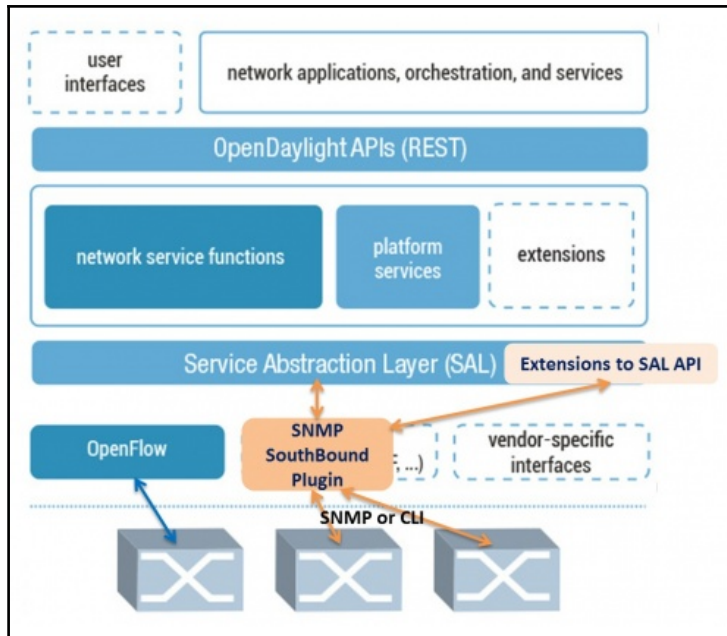 user
interfaces
network applications, orchestration, and services
OpenDaylight APIs (REST)
network service functions
platform
services
extensions
Service Abstraction Layer (SAL)
Extensions to SAL API
OpenFlow
SNMP
SouthBound
Plugin
F, ...)
vendor-specific
interfaces
SNMP or CLI